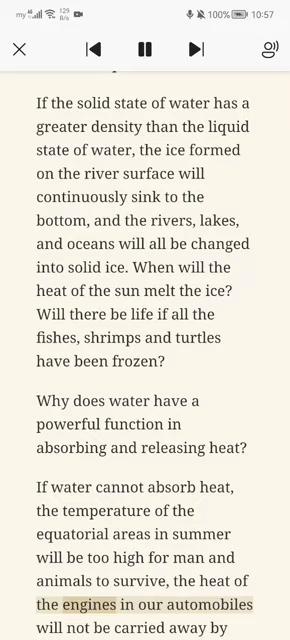 my 129 B/s 100% 10:57
If the solid state of water has a
greater density than the liquid
state of water, the ice formed
on the river surface will
continuously sink to the
bottom, and the rivers, lakes,
and oceans will all be changed
into solid ice. When will the
heat of the sun melt the ice?
Will there be life if all the
fishes, shrimps and turtles
have been frozen?
Why does water have a
powerful function in
absorbing and releasing heat?
If water cannot absorb heat,
the temperature of the
equatorial areas in summer
will be too high for man and
animals to survive, the heat of
the engines in our automobiles
will not be carried away by